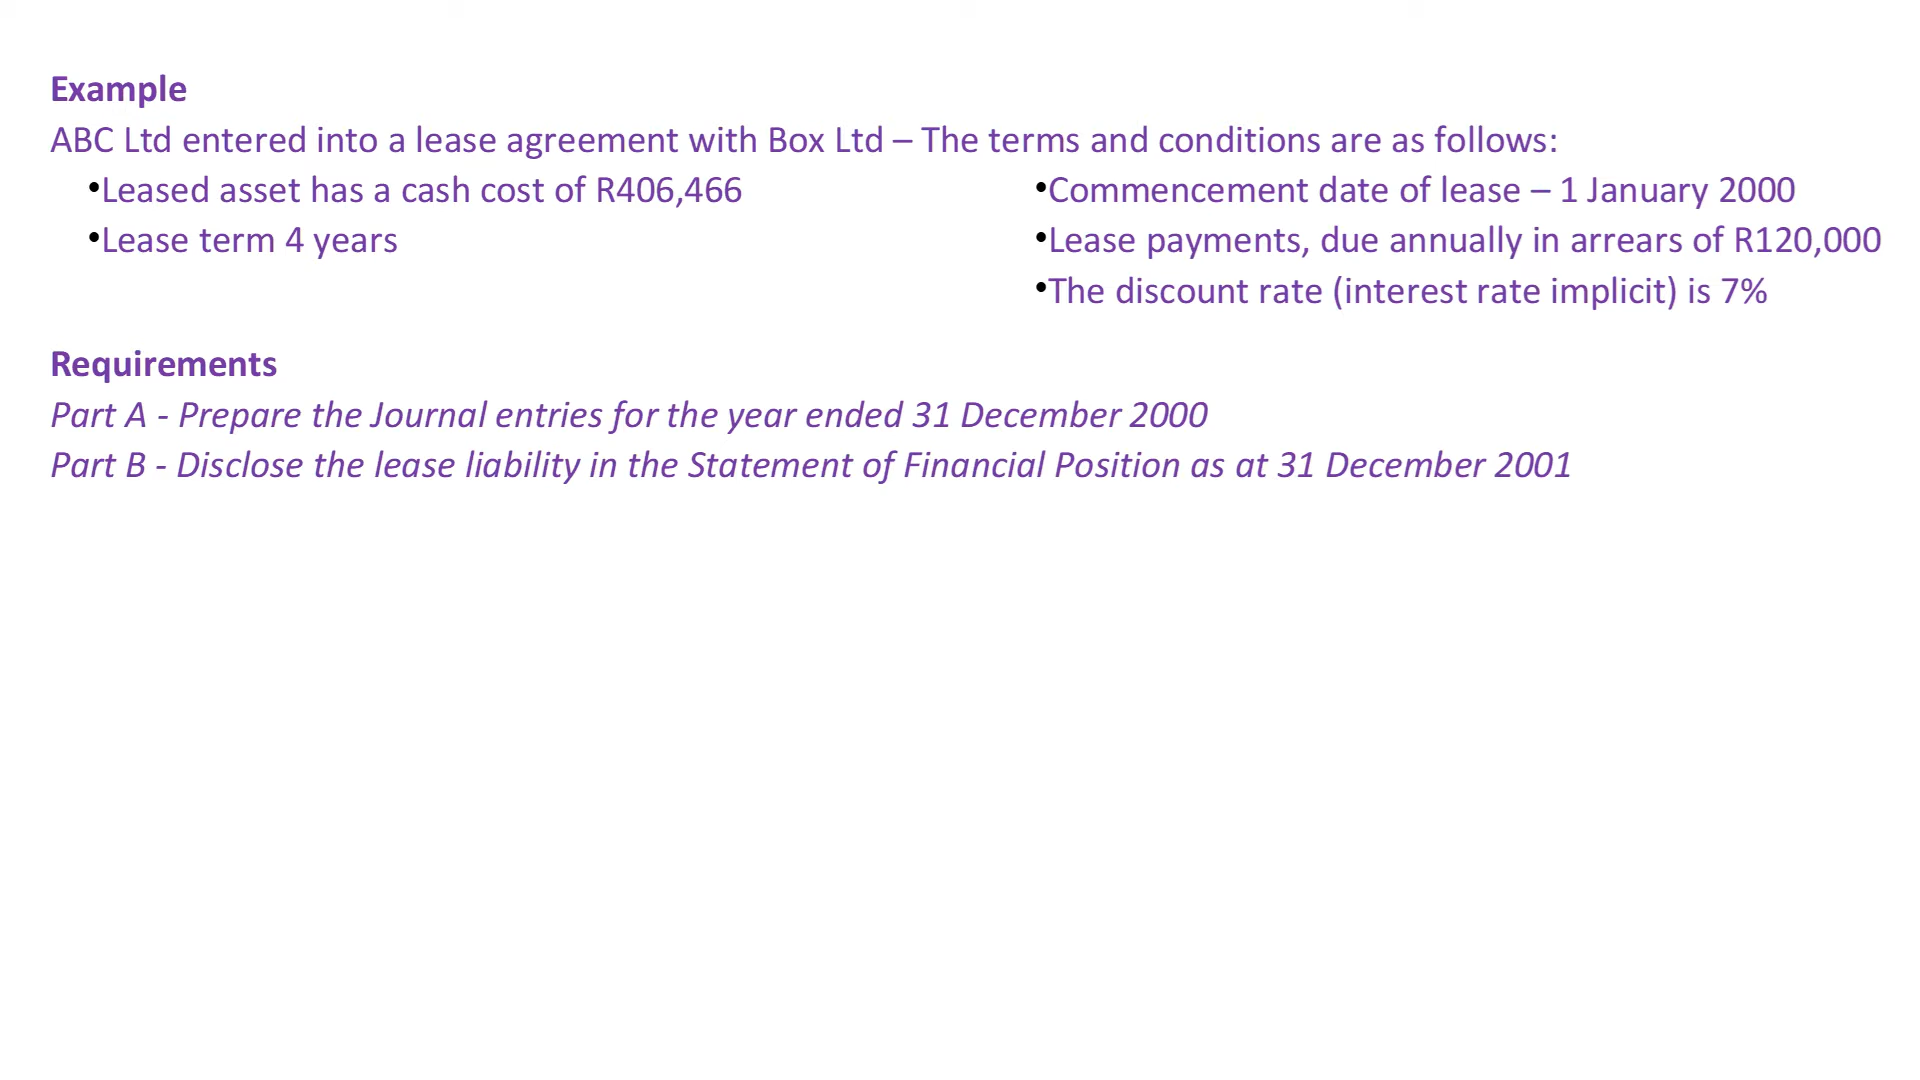 Example
ABC Ltd entered into a lease agreement with Box Ltd – The terms and conditions are as follows:
•Leased asset has a cash cost of R406,466
•Lease term 4 years
•Commencement date of lease – 1 January 2000
•Lease payments, due annually in arrears of R120,000
•The discount rate (interest rate implicit) is 7%
Requirements
Part A - Prepare the Journal entries for the year ended 31 December 2000
Part B - Disclose the lease liability in the Statement of Financial Position as at 31 December 2001